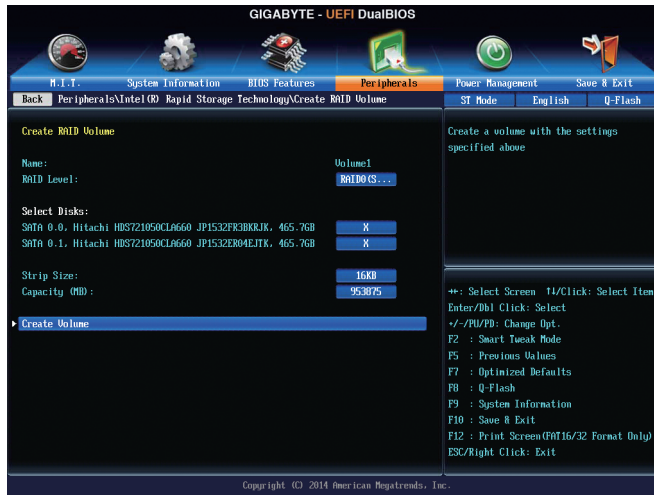 GIGABYTE - UEFI DualBIOS
M.I.T. System Information BIOS Features Peripherals Power Management Save & Exit
Back Peripherals\Intel(R) Rapid Storage Technology\Create RAID Volume ST Mode English Q-Flash
Create RAID Volume
Name: Volume1
RAID Level: RAID0(S...
Select Disks:
SATA 0.0, Hitachi HDS721050CLA660 JP1532FR3BKRJK, 465.7GB X
SATA 0.1, Hitachi HDS721050CLA660 JP1532ER04EJTK, 465.7GB X
Strip Size: 16KB
Capacity (MB): 953875
Create Volume
Create a volume with the settings
specified above
→←: Select Screen ↑↓/Click: Select Item
Enter/Dbl Click: Select
+/-/PU/PD: Change Opt.
F2 : Smart Tweak Mode
F5 : Previous Values
F7 : Optimized Defaults
F8 : Q-Flash
F9 : System Information
F10 : Save & Exit
F12 : Print Screen(FAT16/32 Format Only)
ESC/Right Click: Exit
Copyright (C) 2014 American Megatrends, Inc.